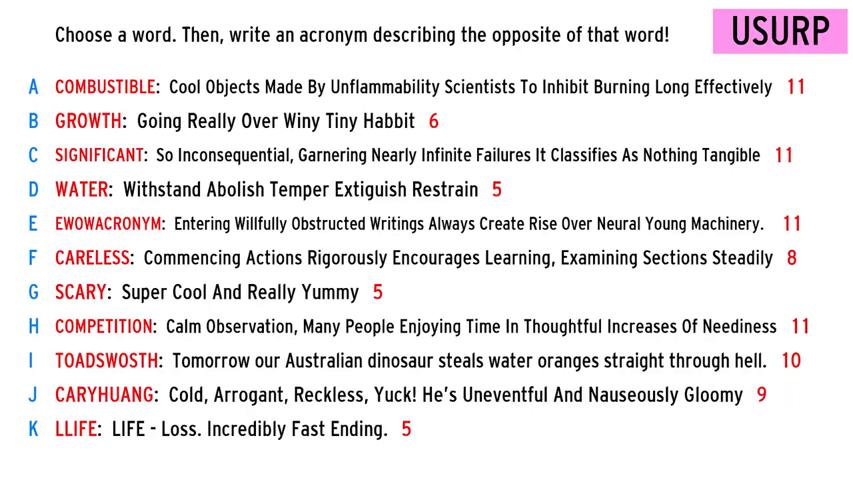 Choose a word. Then, write an acronym describing the opposite of that word!
USURP
A COMBUSTIBLE: Cool Objects Made By Unflammability Scientists To Inhibit Burning Long Effectively 11
B GROWTH: Going Really Over Winy Tiny Habbit 6
C SIGNIFICANT: So Inconsequential, Garnering Nearly Infinite Failures It Classifies As Nothing Tangible 11
D WATER: Withstand Abolish Temper Extiguish Restrain 5
E EWOWACRONYM: Entering Willfully Obstructed Writings Always Create Rise Over Neural Young Machinery. 11
F CARELESS: Commencing Actions Rigorously Encourages Learning, Examining Sections Steadily 8
G SCARY: Super Cool And Really Yummy 5
H COMPETITION: Calm Observation, Many People Enjoying Time In Thoughtful Increases Of Neediness 11
I TOADSWOSTH: Tomorrow our Australian dinosaur steals water oranges straight through hell. 10
J CARYHUANG: Cold, Arrogant, Reckless, Yuck! He's Uneventful And Nauseously Gloomy 9
K LLIFE: LIFE - Loss. Incredibly Fast Ending. 5